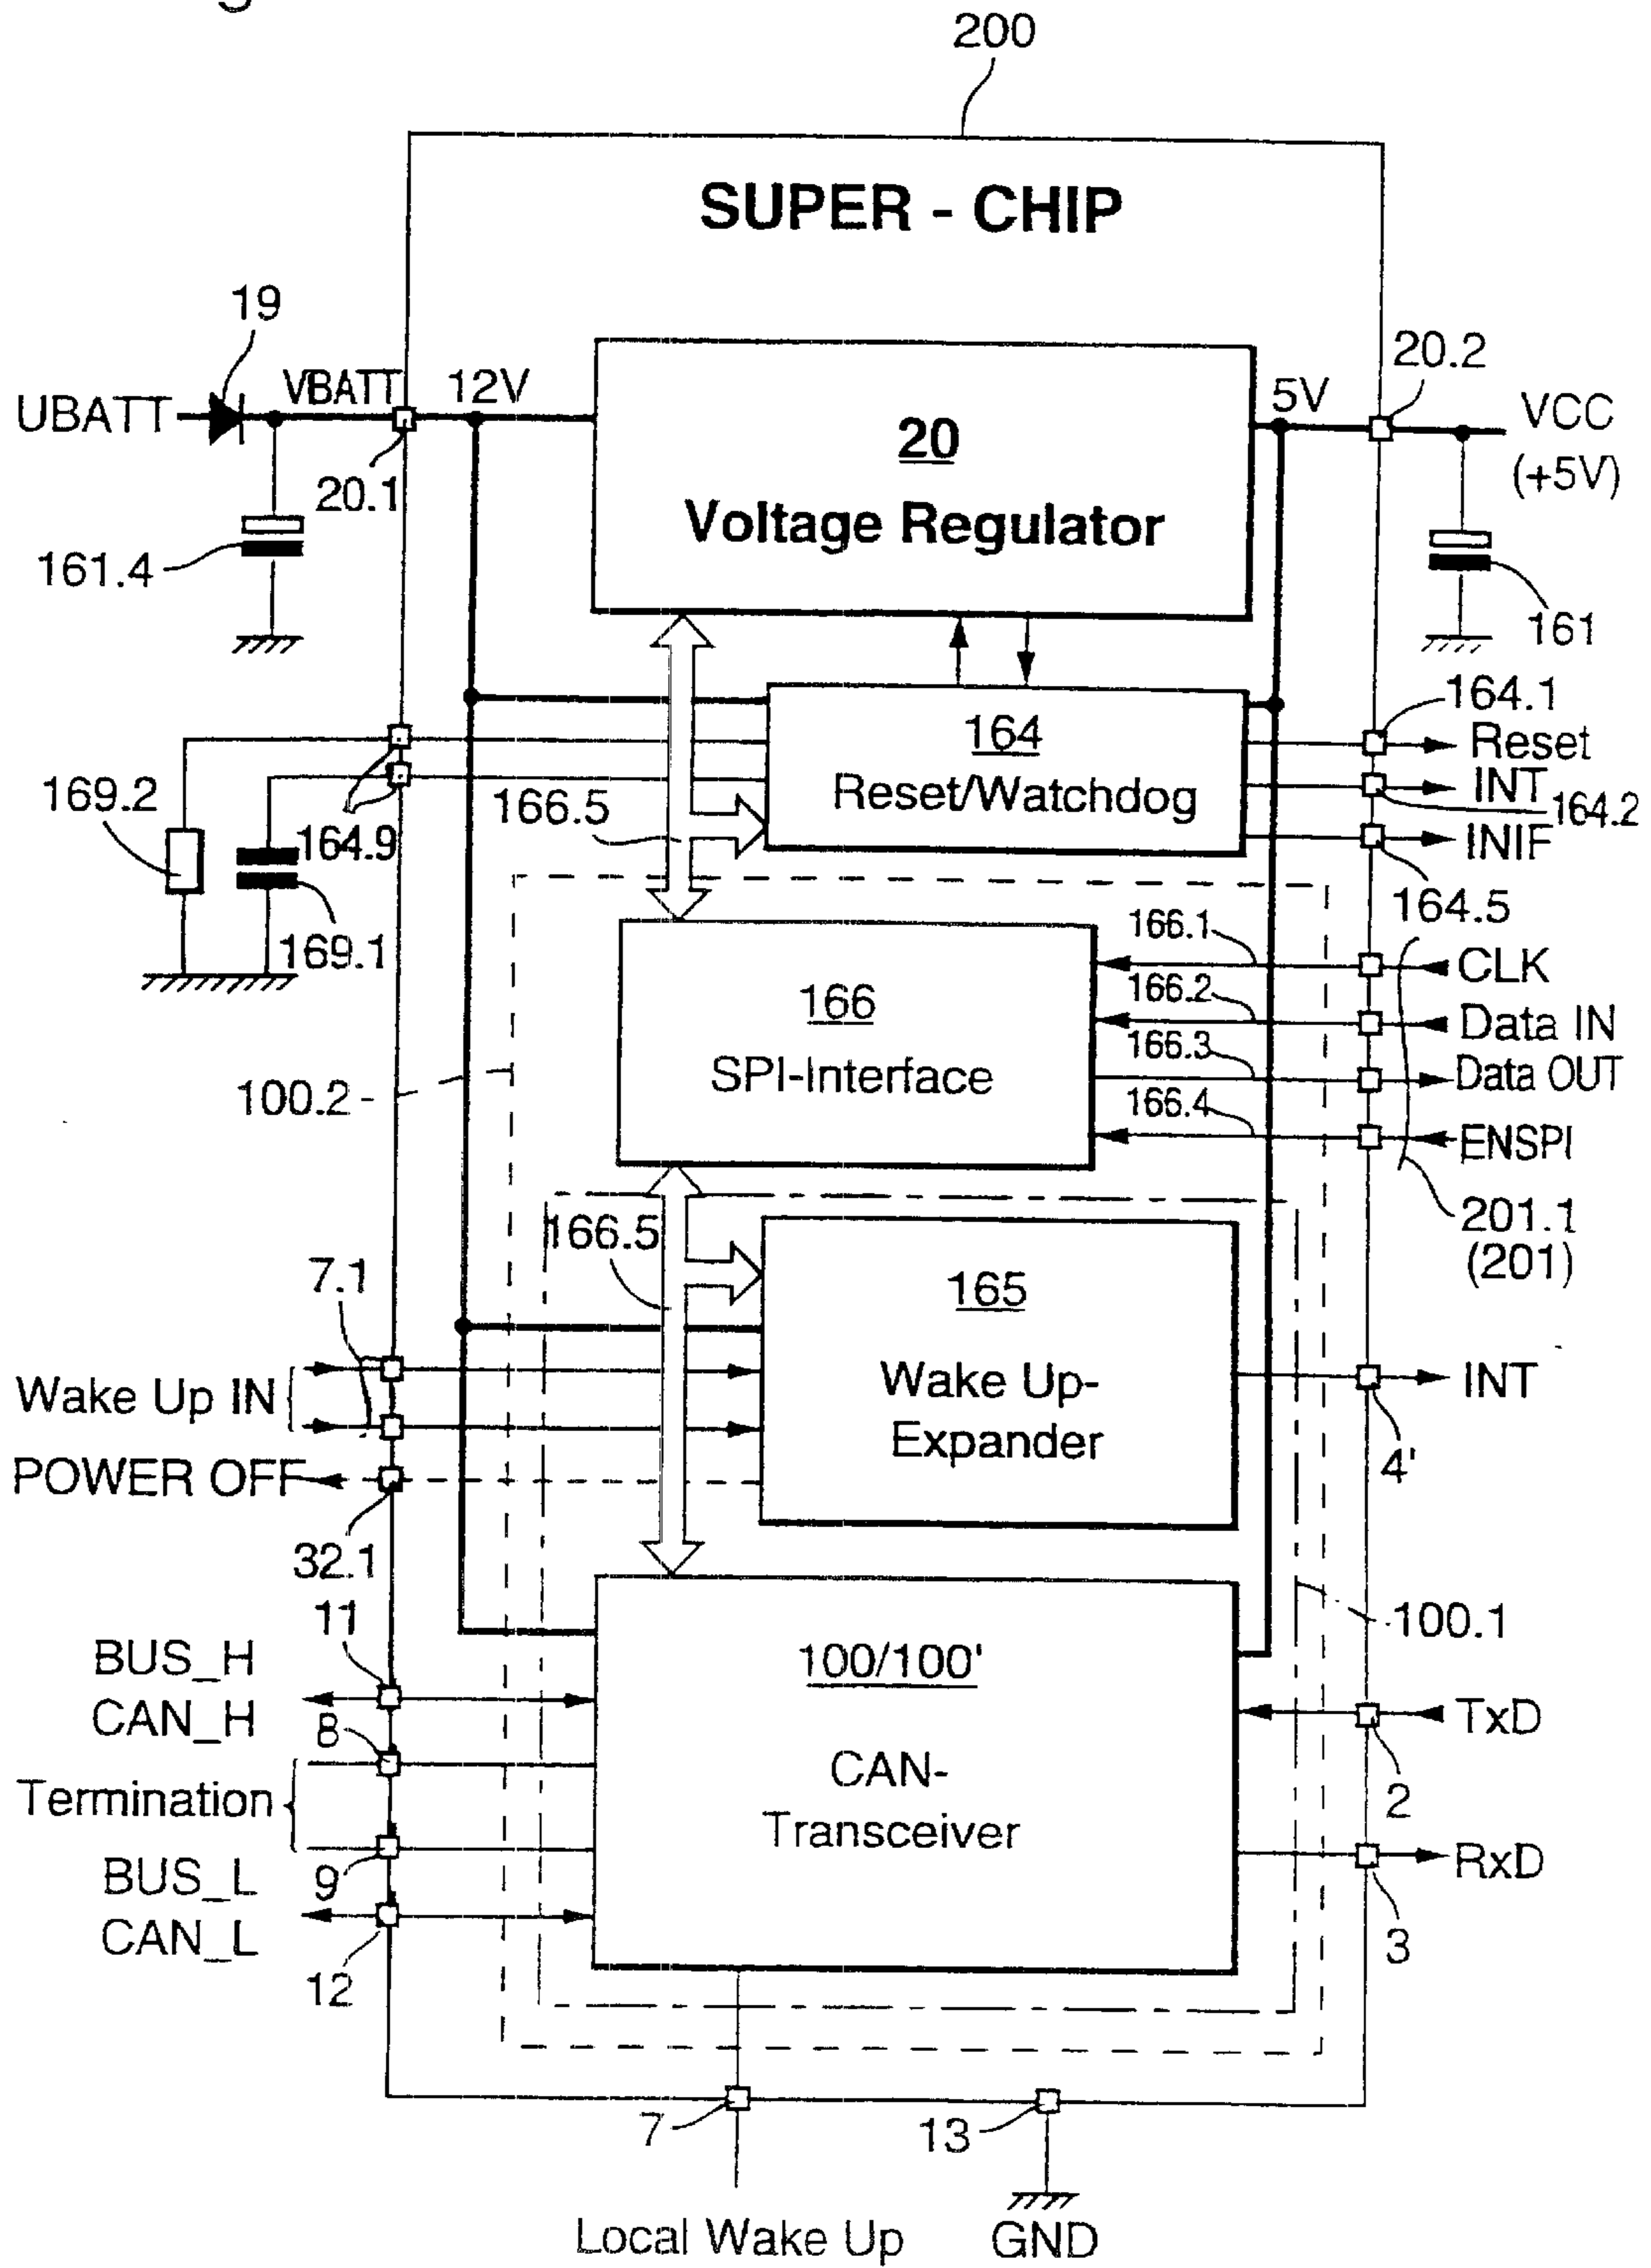 200
SUPER - CHIP
19
UBATT
VBATT
12V
20.1
161.4
20
Voltage Regulator
5V
20.2
VCC
(+5V)
161
164
Reset/Watchdog
164.1
Reset
INT
164.2
INIF
164.5
169.2
164.9
169.1
166.5
166
SPI-Interface
166.1
CLK
166.2
Data IN
166.3
Data OUT
166.4
ENSPI
201.1
(201)
100.2
166.5
165
Wake Up-
Expander
7.1
Wake Up IN
POWER OFF
32.1
INT
4'
100.1
100/100'
CAN-
Transceiver
11
BUS_H
CAN_H
8
Termination
9
BUS_L
CAN_L
12
TxD
2
RxD
3
7
13
Local Wake Up
GND